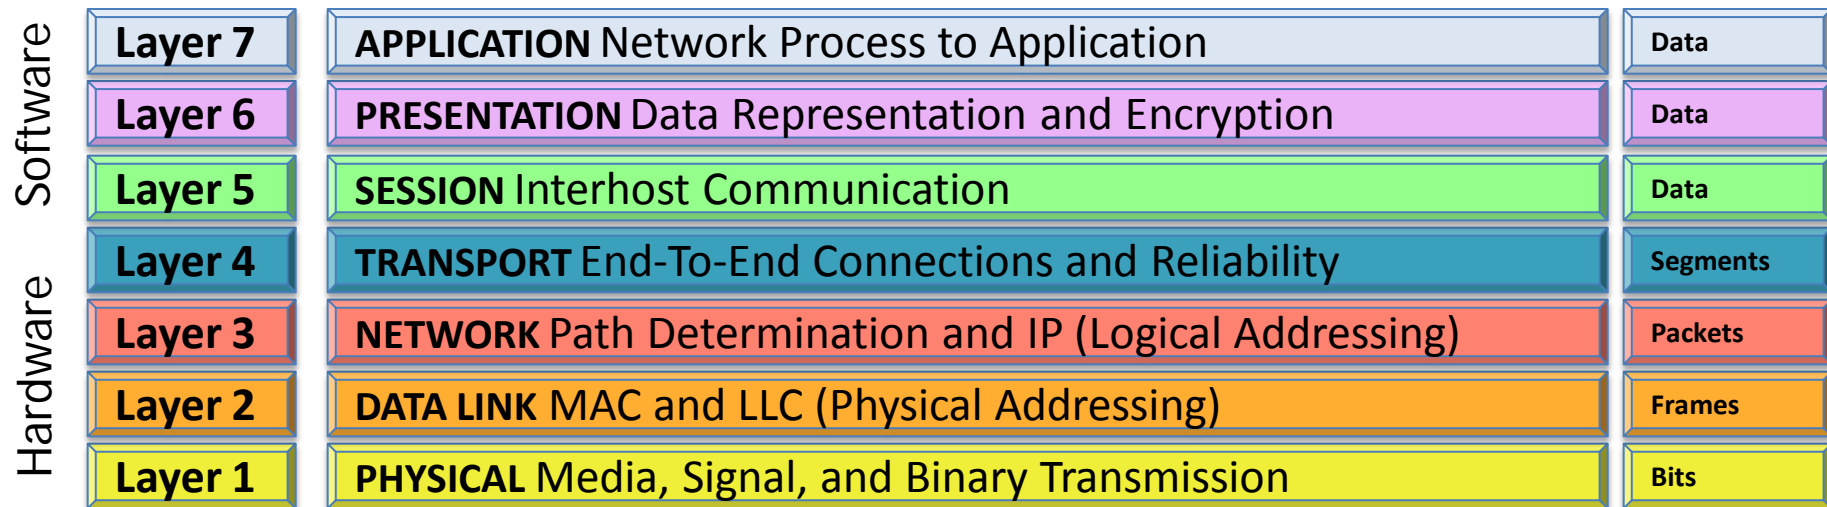 Software
Layer 7 APPLICATION Network Process to Application Data
Layer 6 PRESENTATION Data Representation and Encryption Data
Layer 5 SESSION Interhost Communication Data
Hardware
Layer 4 TRANSPORT End-To-End Connections and Reliability Segments
Layer 3 NETWORK Path Determination and IP (Logical Addressing) Packets
Layer 2 DATA LINK MAC and LLC (Physical Addressing) Frames
Layer 1 PHYSICAL Media, Signal, and Binary Transmission Bits